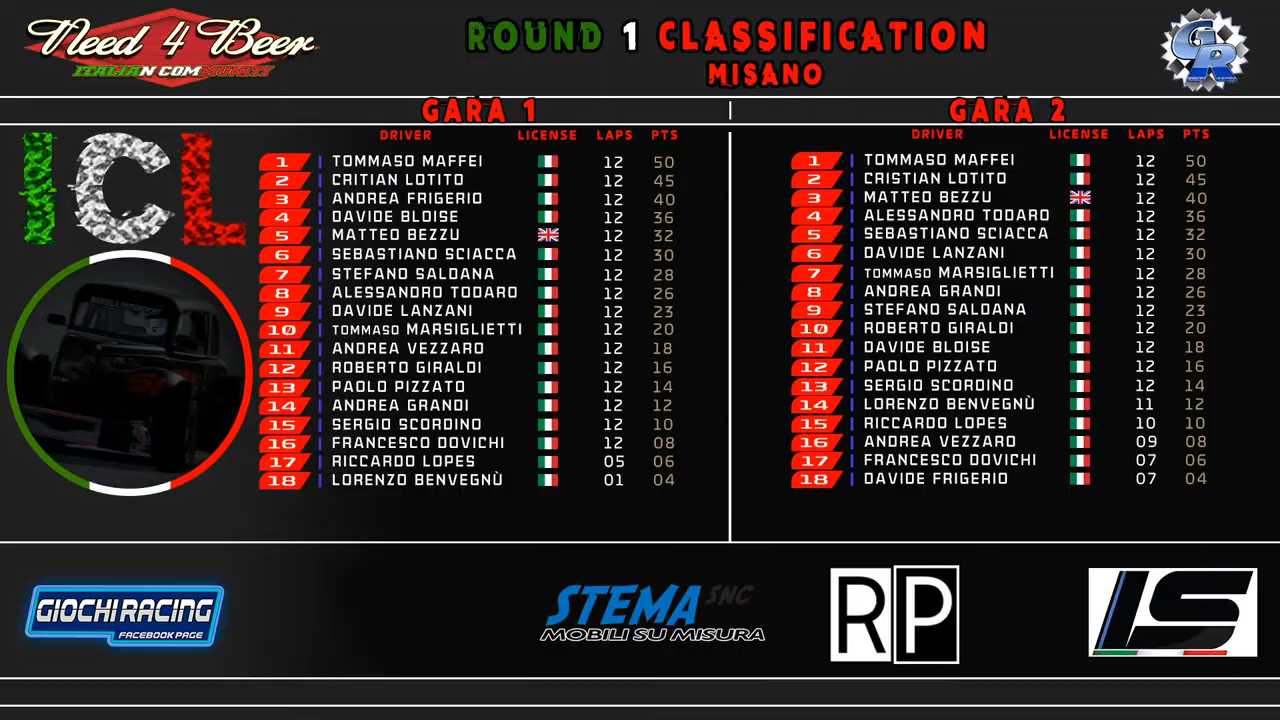 Need 4 Beer
ITALIAN COMMUNITY
ROUND 1 CLASSIFICATION
MISANO
GR
GARA 1
GARA 2
ICL
DRIVER LICENSE LAPS PTS
1 TOMMASO MAFFEI 12 50
2 CRITIAN LOTITO 12 45
3 ANDREA FRIGERIO 12 40
4 DAVIDE BLOISE 12 36
5 MATTEO BEZZU 12 32
6 SEBASTIANO SCIACCA 12 30
7 STEFANO SALDANA 12 28
8 ALESSANDRO TODARO 12 26
9 DAVIDE LANZANI 12 23
10 TOMMASO MARSIGLIETTI 12 20
11 ANDREA VEZZARO 12 18
12 ROBERTO GIRALDI 12 16
13 PAOLO PIZZATO 12 14
14 ANDREA GRANDI 12 12
15 SERGIO SCORDINO 12 10
16 FRANCESCO DOVICHI 12 08
17 RICCARDO LOPES 05 06
18 LORENZO BENVEGNÙ 01 04
DRIVER LICENSE LAPS PTS
1 TOMMASO MAFFEI 12 50
2 CRISTIAN LOTITO 12 45
3 MATTEO BEZZU 12 40
4 ALESSANDRO TODARO 12 36
5 SEBASTIANO SCIACCA 12 32
6 DAVIDE LANZANI 12 30
7 TOMMASO MARSIGLIETTI 12 28
8 ANDREA GRANDI 12 26
9 STEFANO SALDANA 12 23
10 ROBERTO GIRALDI 12 20
11 DAVIDE BLOISE 12 18
12 PAOLO PIZZATO 12 16
13 SERGIO SCORDINO 12 14
14 LORENZO BENVEGNÙ 11 12
15 RICCARDO LOPES 10 10
16 ANDREA VEZZARO 09 08
17 FRANCESCO DOVICHI 07 06
18 DAVIDE FRIGERIO 07 04
GIOCHI RACING
FACEBOOK PAGE
STEMA SNC
MOBILI SU MISURA
RP
LS